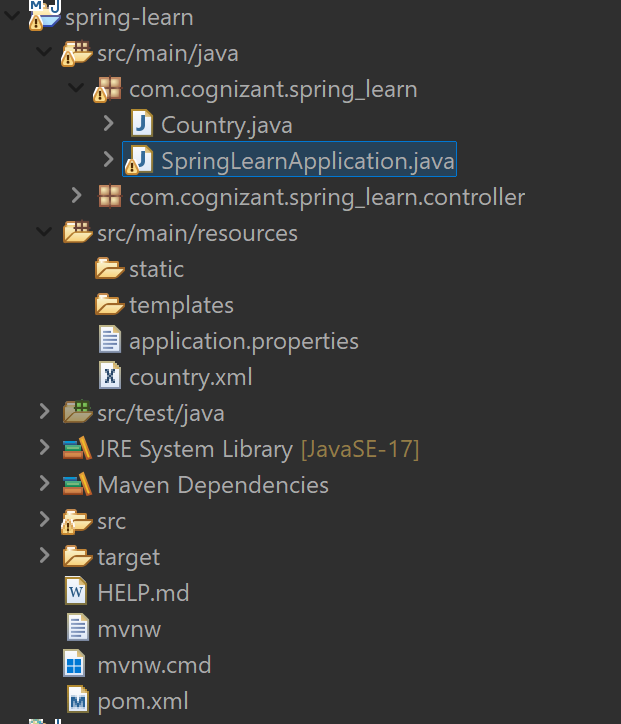 spring-learn
src/main/java
com.cognizant.spring_learn
Country.java
SpringLearnApplication.java
com.cognizant.spring_learn.controller
src/main/resources
static
templates
application.properties
country.xml
src/test/java
JRE System Library [JavaSE-17]
Maven Dependencies
src
target
HELP.md
mvnw
mvnw.cmd
pom.xml